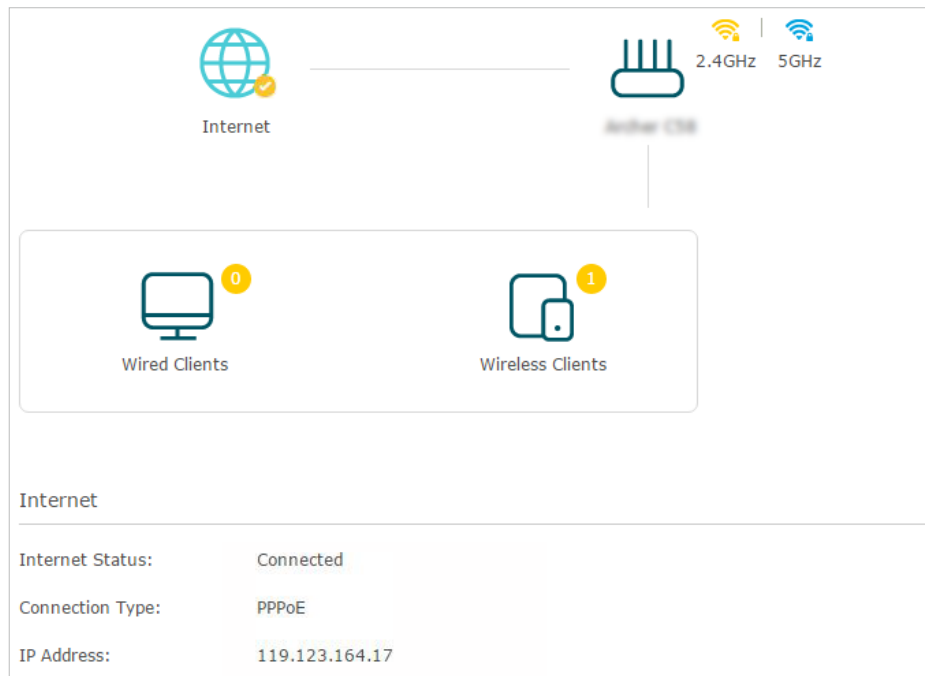 2.4GHz 5GHz
Internet
0
1
Wired Clients
Wireless Clients
Internet
Internet Status: Connected
Connection Type: PPPoE
IP Address: 119.123.164.17